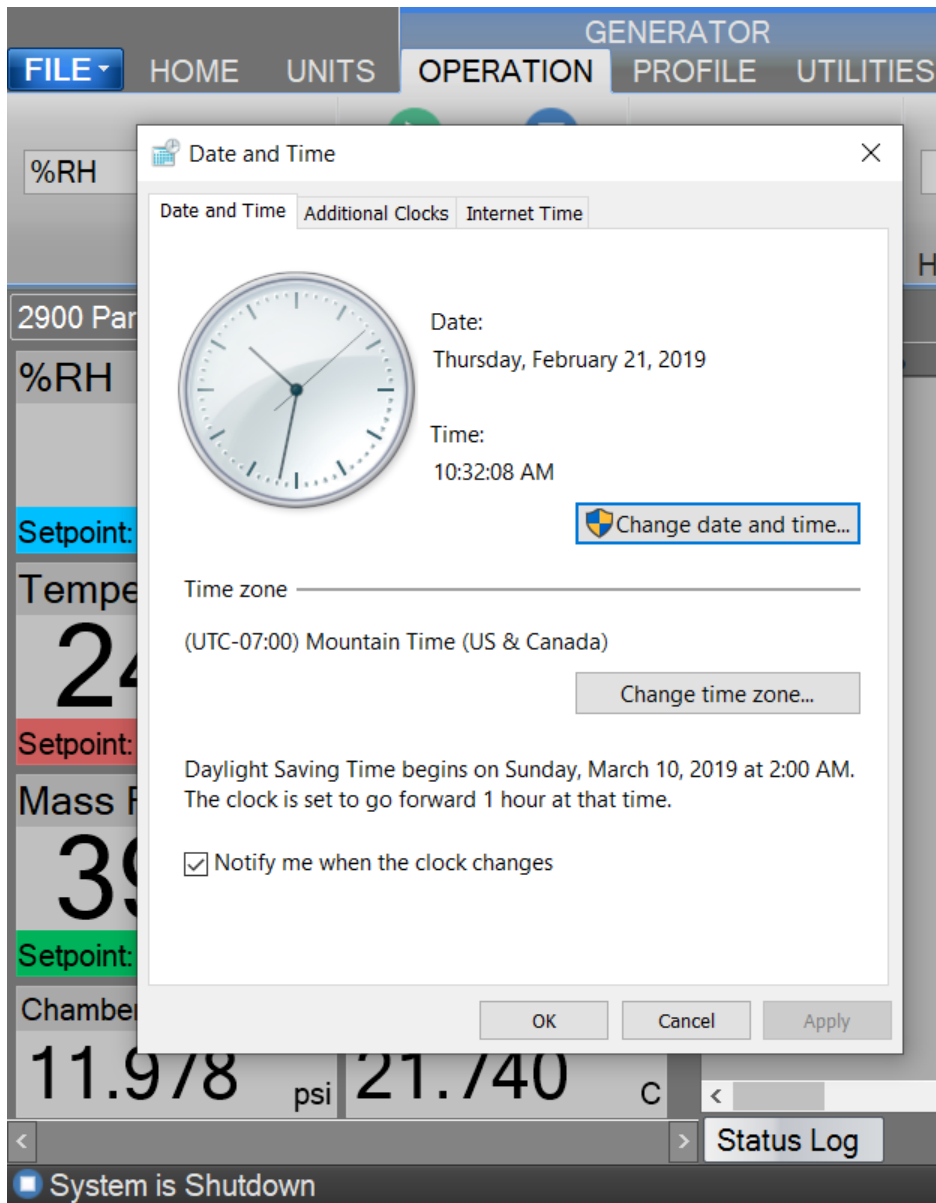 GENERATOR
FILE HOME UNITS OPERATION PROFILE UTILITIES
%RH
Date and Time
Date and Time Additional Clocks Internet Time
Date:
Thursday, February 21, 2019
Time:
10:32:08 AM
Change date and time...
Time zone
(UTC-07:00) Mountain Time (US & Canada)
Change time zone...
Daylight Saving Time begins on Sunday, March 10, 2019 at 2:00 AM.
The clock is set to go forward 1 hour at that time.
Notify me when the clock changes
OK Cancel Apply
H
2900 Par
%RH
Setpoint:
Tempe
24
Setpoint:
Mass F
39
Setpoint:
Chamber
11.978 psi 21.740 C
Status Log
System is Shutdown